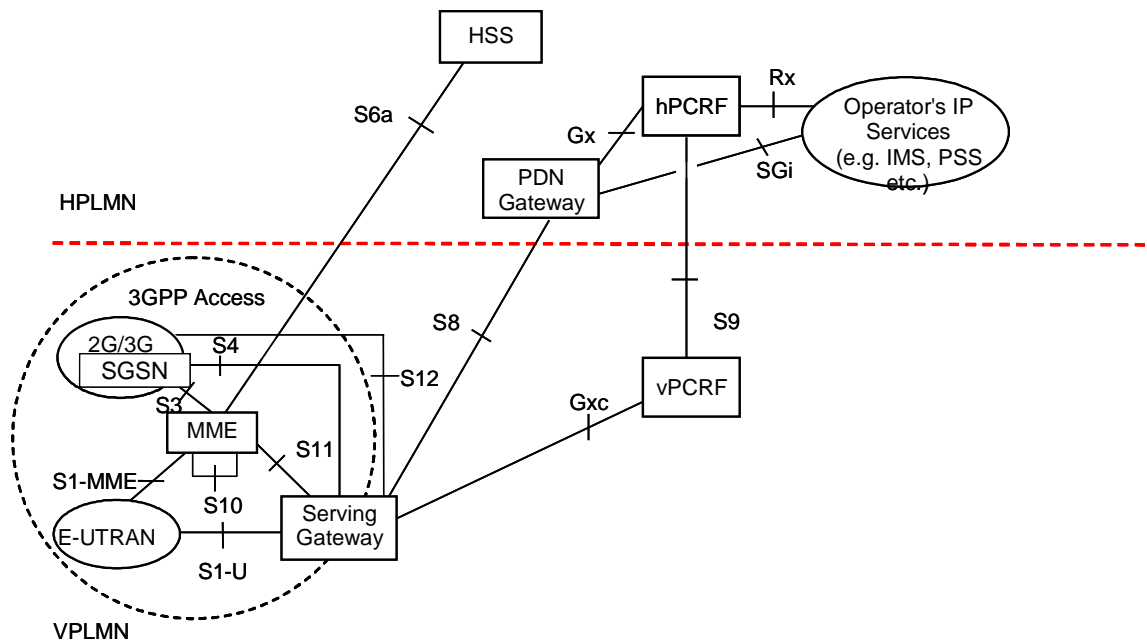 HSS
Rx
hPCRF
Operator's IP
Services
(e.g. IMS, PSS
etc.)
S6a
Gx
SGi
PDN
Gateway
HPLMN
3GPP Access
2G/3G
SGSN
S4
S12
S8
S9
S3
vPCRF
Gxc
MME
S11
S1-MME
S10
E-UTRAN
Serving
Gateway
S1-U
VPLMN